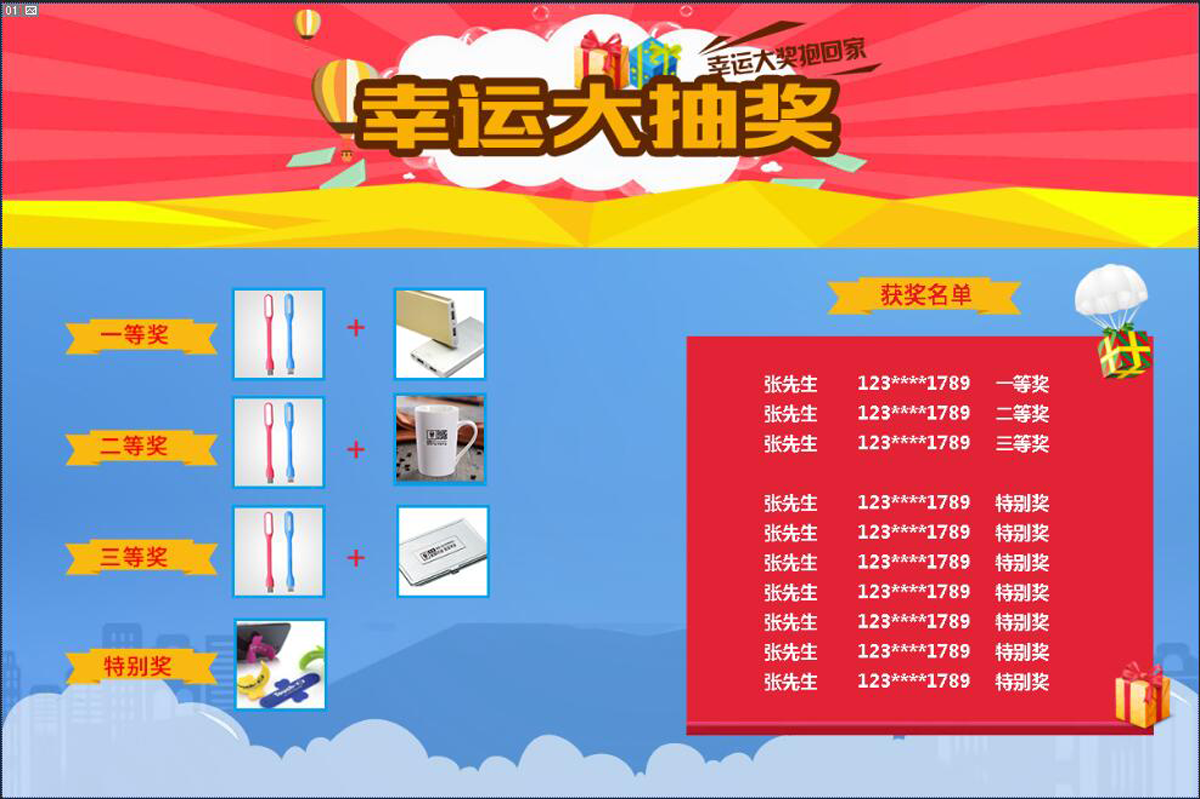 01
幸运大奖抱回家
幸运大抽奖
获奖名单
一等奖
+
二等奖
+
三等奖
+
特别奖
张先生 123****1789 一等奖
张先生 123****1789 二等奖
张先生 123****1789 三等奖
张先生 123****1789 特别奖
张先生 123****1789 特别奖
张先生 123****1789 特别奖
张先生 123****1789 特别奖
张先生 123****1789 特别奖
张先生 123****1789 特别奖
张先生 123****1789 特别奖